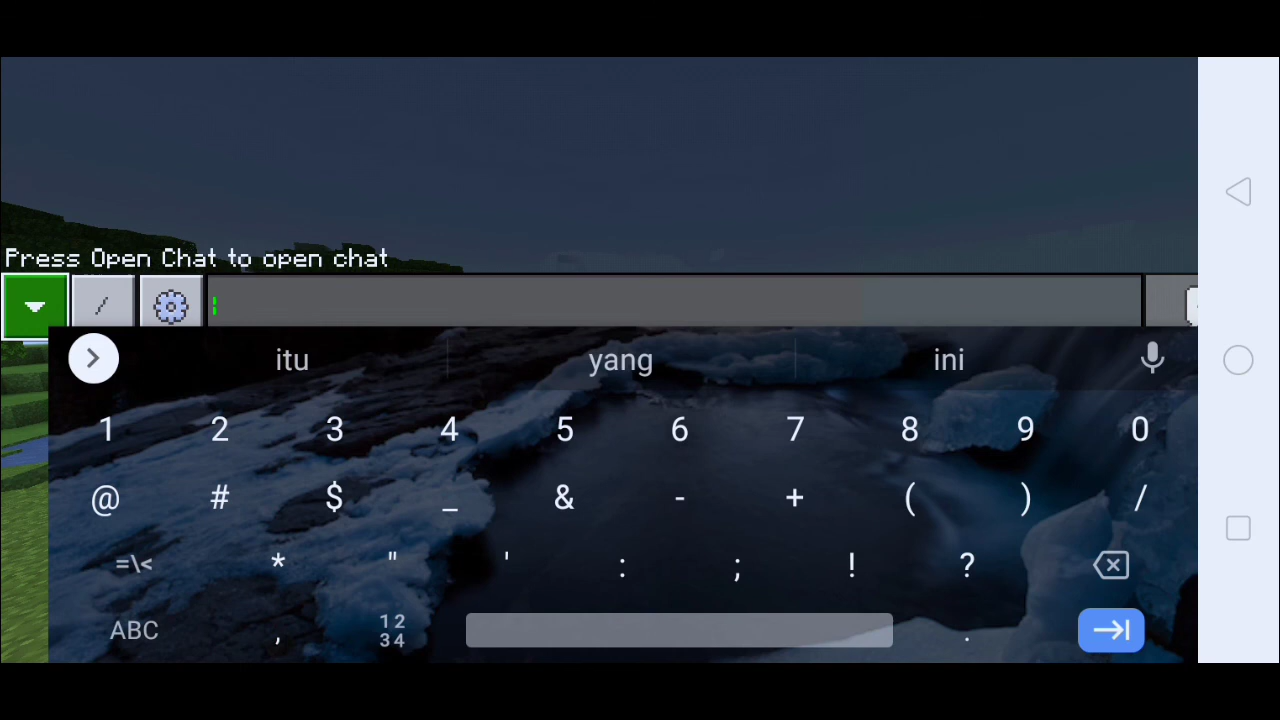 Press Open Chat to open chat
/
itu yang ini
1 2 3 4 5 6 7 8 9 0
@ # $ _ & - + ( ) /
=\< * " ' : ; ! ?
ABC , 12 34 .